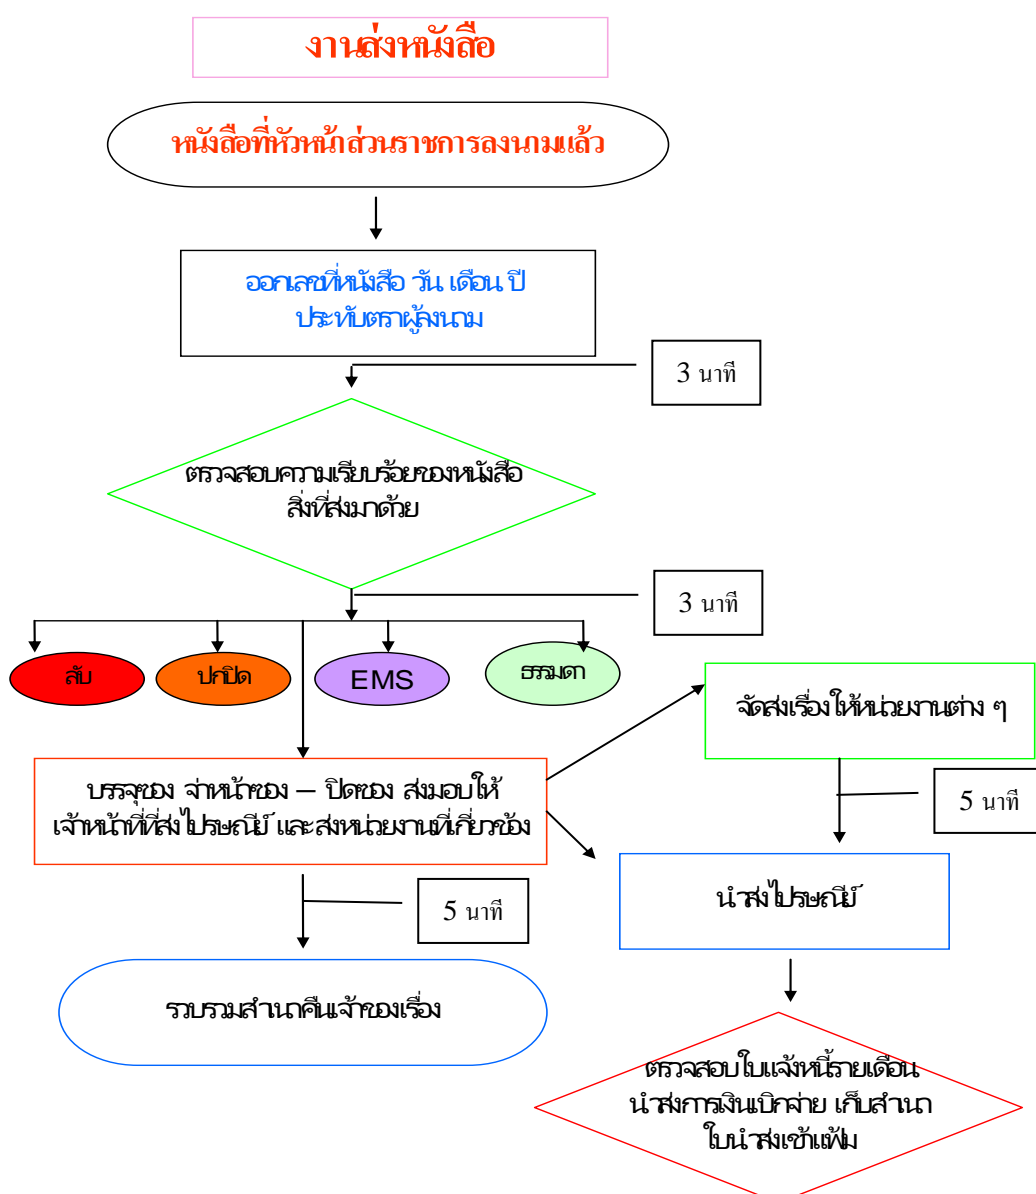 งานส่งหนังสือ
หนังสือที่หัวหน้าส่วนราชการลงนามแล้ว
ออกเลขที่หนังสือ วัน เดือน ปี
ประทับตราผู้ลงนาม
3 นาที
ตรวจสอบความเรียบร้อยของหนังสือ
สิ่งที่ส่งมาด้วย
3 นาที
ลับ
ปกปิด
EMS
ธรรมดา
จัดส่งเรื่องให้หน่วยงานต่าง ๆ
บรรจุซอง จ่าหน้าซอง – ปิดซอง ส่งมอบให้
เจ้าหน้าที่ที่ส่งไปรษณีย์ และส่งหน่วยงานที่เกี่ยวข้อง
5 นาที
นำส่งไปรษณีย์
5 นาที
รวบรวมสำเนาคืนเจ้าของเรื่อง
ตรวจสอบใบแจ้งหนี้รายเดือน
นำส่งการเงินเบิกจ่าย เก็บสำเนา
ใบนำส่งเข้าแฟ้ม